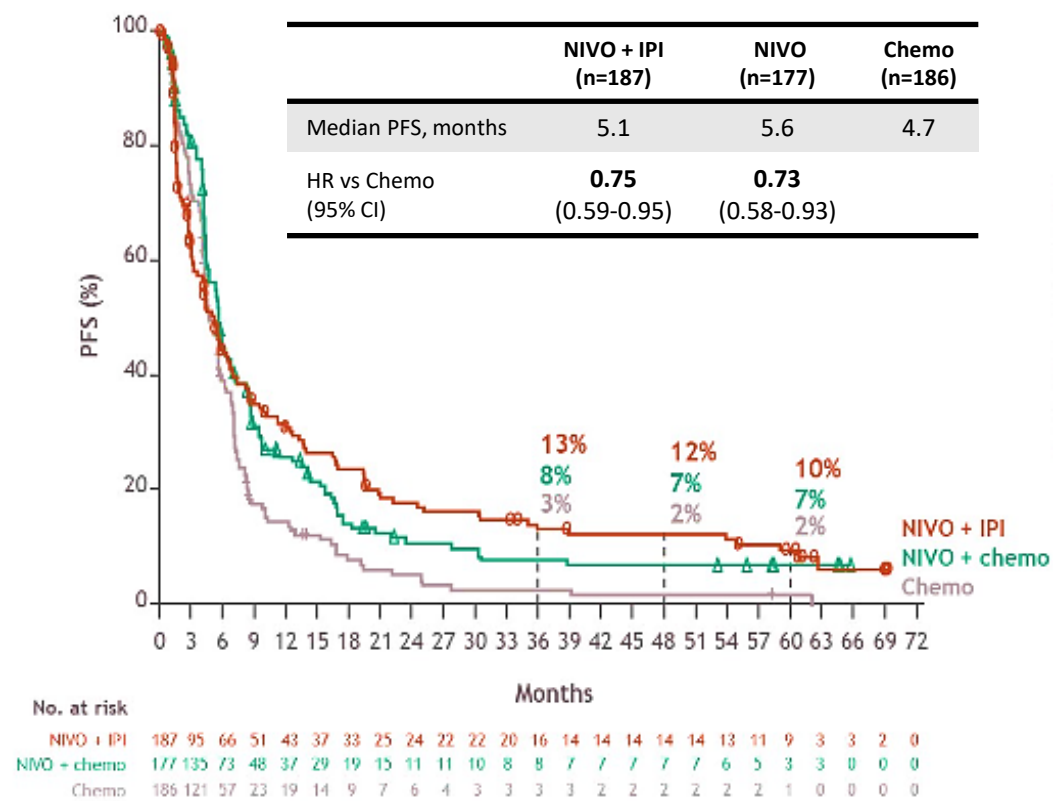 100
NIVO + IPI NIVO Chemo
(n=187) (n=177) (n=186)
Median PFS, months 5.1 5.6 4.7
HR vs Chemo 0.75 0.73
(95% CI) (0.59-0.95) (0.58-0.93)
80
60
PFS (%)
40
20
0
13%
8%
3%
12%
7%
2%
10%
7%
2%
NIVO + IPI
NIVO + chemo
Chemo
0 3 6 9 12 15 18 21 24 27 30 33 36 39 42 45 48 51 54 57 60 63 66 69 72
Months
No. at risk
NIVO + IPI 187 95 66 51 43 37 33 25 24 22 22 20 16 14 14 14 14 14 13 11 9 3 3 2 0
NIVO + chemo 177 135 73 48 37 29 19 15 11 11 10 8 8 7 7 7 7 7 6 5 3 3 0 0 0
Chemo 186 121 57 23 19 14 9 7 6 4 3 3 3 3 2 2 2 2 2 2 1 0 0 0 0